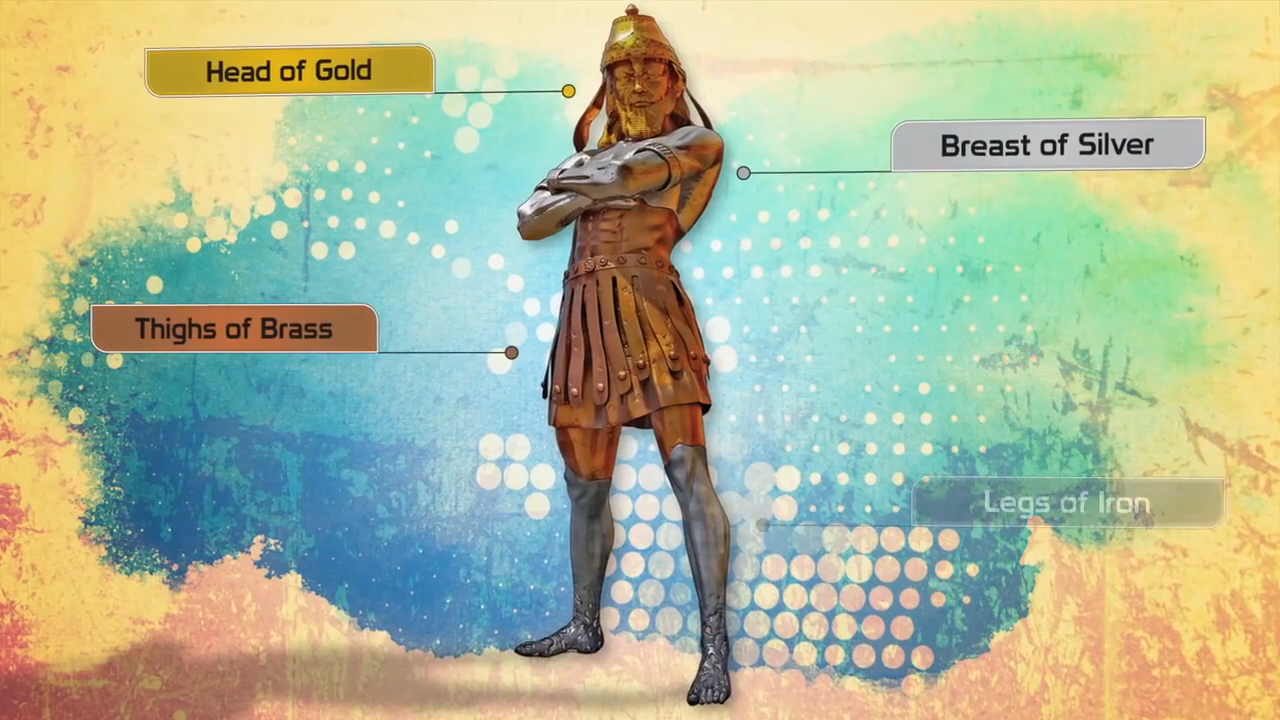 Head of Gold
Breast of Silver
Thighs of Brass
Legs of Iron